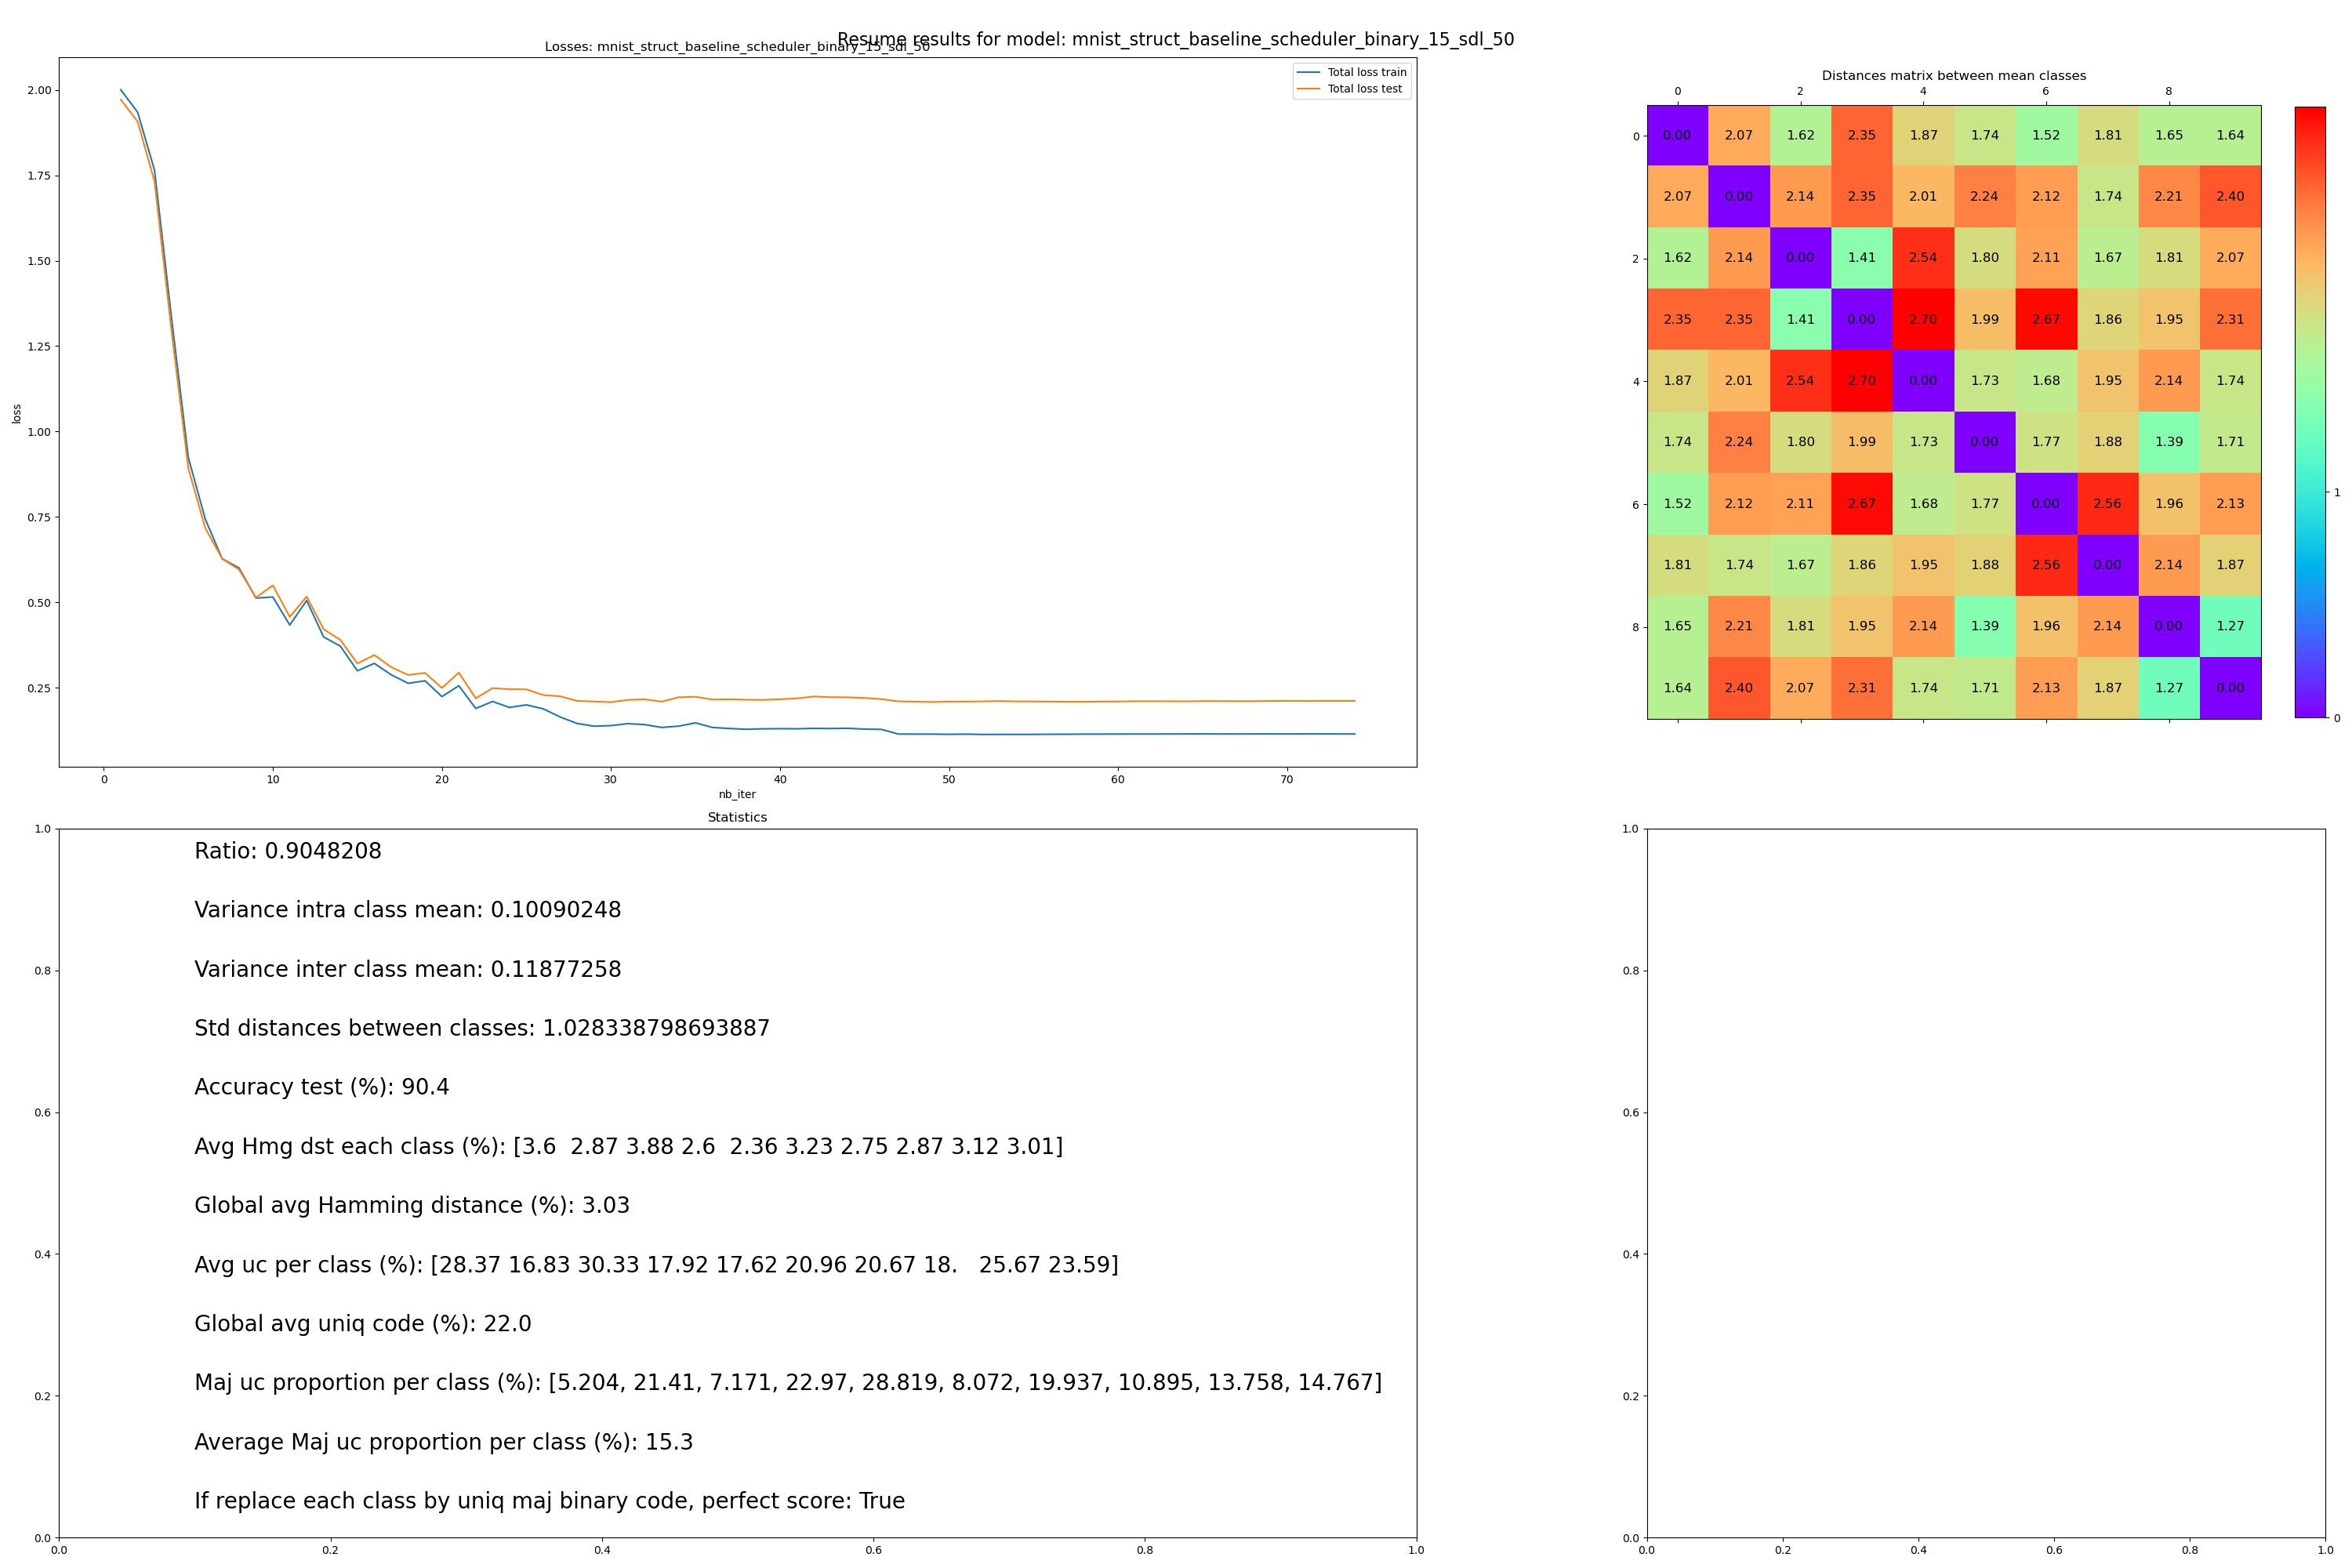 Resume results for model: mnist_struct_baseline_scheduler_binary_15_sdl_50
Losses: mnist_struct_baseline_scheduler_binary_15_sdl_50
Total loss train
Total loss test
2.00
1.75
1.50
1.25
1.00
0.75
0.50
0.25
loss
0 10 20 30 40 50 60 70
nb_iter
Distances matrix between mean classes
0 2 4 6 8
0 0.00 2.07 1.62 2.35 1.87 1.74 1.52 1.81 1.65 1.64
2.07 0.00 2.14 2.35 2.01 2.24 2.12 1.74 2.21 2.40
2 1.62 2.14 0.00 1.41 2.54 1.80 2.11 1.67 1.81 2.07
2.35 2.35 1.41 0.00 2.70 1.99 2.67 1.86 1.95 2.31
4 1.87 2.01 2.54 2.70 0.00 1.73 1.68 1.95 2.14 1.74
1.74 2.24 1.80 1.99 1.73 0.00 1.77 1.88 1.39 1.71
6 1.52 2.12 2.11 2.67 1.68 1.77 0.00 2.56 1.96 2.13
1.81 1.74 1.67 1.86 1.95 1.88 2.56 0.00 2.14 1.87
8 1.65 2.21 1.81 1.95 2.14 1.39 1.96 2.14 0.00 1.27
1.64 2.40 2.07 2.31 1.74 1.71 2.13 1.87 1.27 0.00
1
0
Statistics
Ratio: 0.9048208
Variance intra class mean: 0.10090248
Variance inter class mean: 0.11877258
Std distances between classes: 1.028338798693887
Accuracy test (%): 90.4
Avg Hmg dst each class (%): [3.6  2.87 3.88 2.6  2.36 3.23 2.75 2.87 3.12 3.01]
Global avg Hamming distance (%): 3.03
Avg uc per class (%): [28.37 16.83 30.33 17.92 17.62 20.96 20.67 18.   25.67 23.59]
Global avg uniq code (%): 22.0
Maj uc proportion per class (%): [5.204, 21.41, 7.171, 22.97, 28.819, 8.072, 19.937, 10.895, 13.758, 14.767]
Average Maj uc proportion per class (%): 15.3
If replace each class by uniq maj binary code, perfect score: True
1.0
0.8
0.6
0.4
0.2
0.0
0.0 0.2 0.4 0.6 0.8 1.0
1.0
0.8
0.6
0.4
0.2
0.0
0.0 0.2 0.4 0.6 0.8 1.0